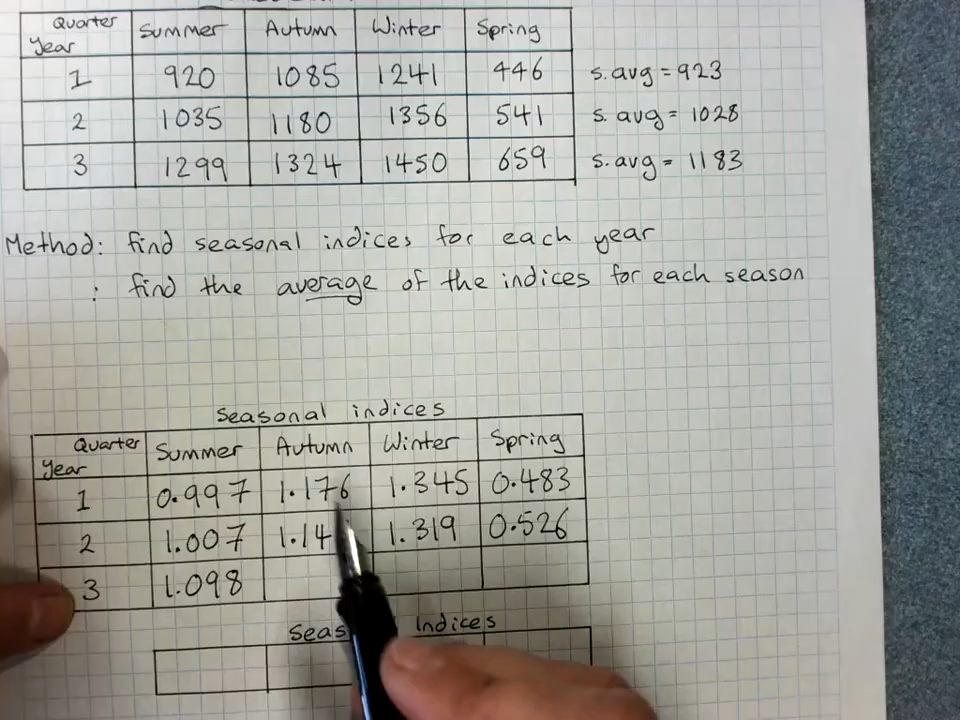 Quarter Summer Autumn Winter Spring
Year
1 920 1085 1241 446 s.avg = 923
2 1035 1180 1356 541 s. avg = 1028
3 1299 1324 1450 659 s. avg = 1183
Method: find seasonal indices for each year
: find the average of the indices for each season
Seasonal indices
Quarter Summer Autumn Winter Spring
Year
1 0.997 1.176 1.345 0.483
2 1.007 1.319 0.526
3 1.098
Indices